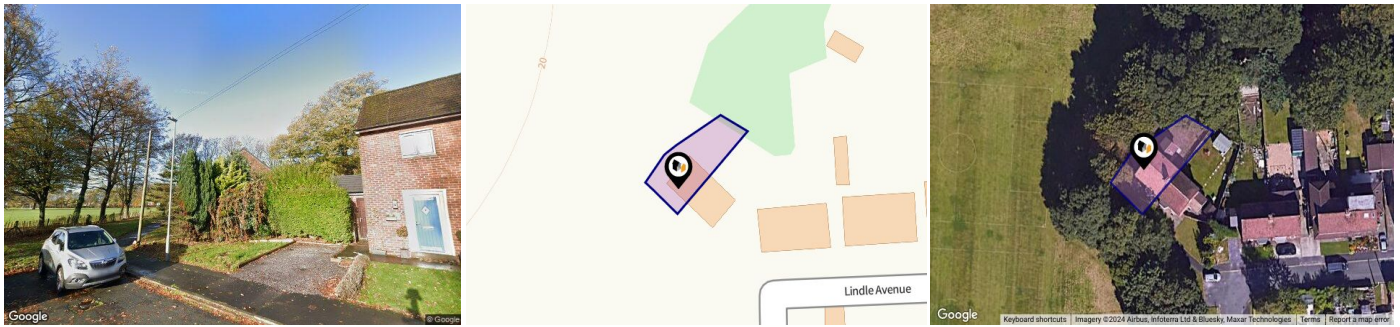 Google
© Google
20
Lindle Avenue
Google
Keyboard shortcuts
Imagery ©2024 Airbus, Infoterra Ltd & Bluesky, Maxar Technologies
Terms
Report a map error